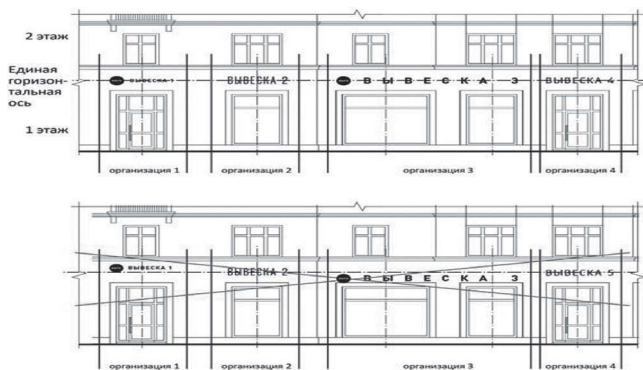 2 этаж
Единая
горизон-
тальная
ось
1 этаж
ВЫВЕСКА 1
ВЫВЕСКА 2
ВЫВЕСКА 3
ВЫВЕСКА 4
организация 1
организация 2
организация 3
организация 4
ВЫВЕСКА 1
ВЫВЕСКА 2
ВЫВЕСКА 3
ВЫВЕСКА 5
организация 1
организация 2
организация 3
организация 4